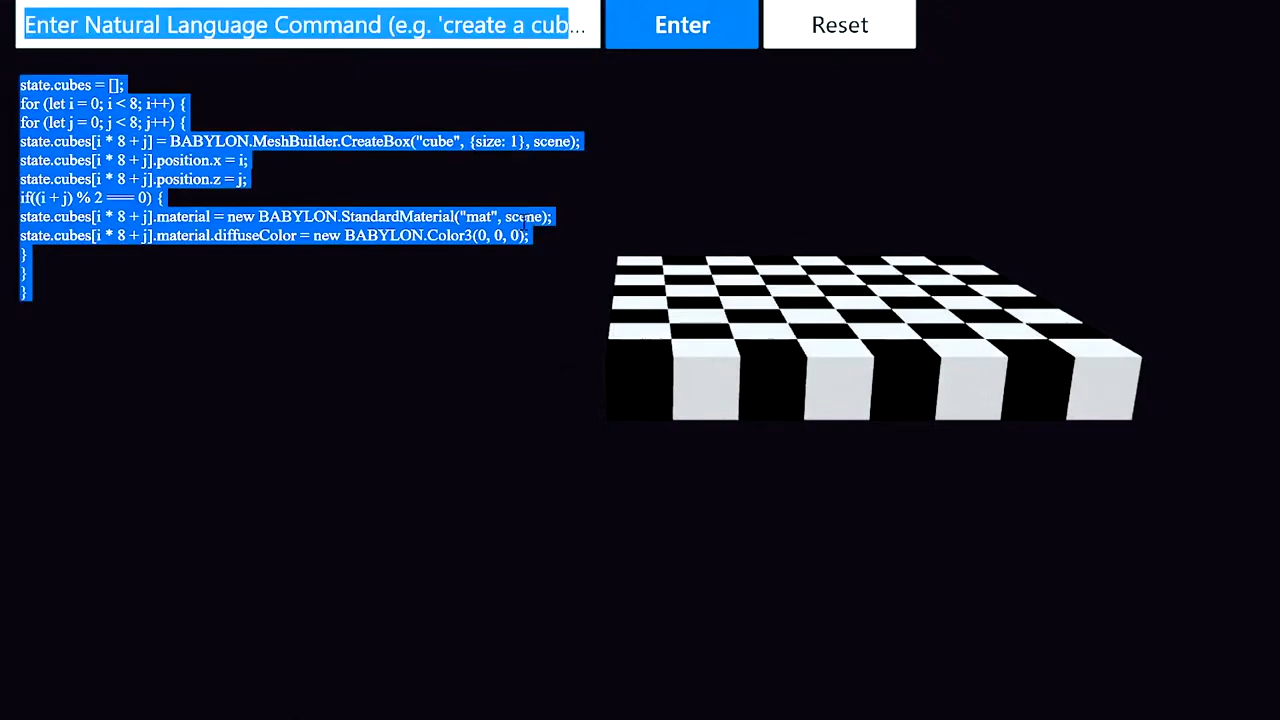 Enter Natural Language Command (e.g. 'create a cub...
Enter
Reset
state.cubes = [];
for (let i = 0; i < 8; i++) {
for (let j = 0; j < 8; j++) {
state.cubes[i * 8 + j] = BABYLON.MeshBuilder.CreateBox("cube", {size: 1}, scene);
state.cubes[i * 8 + j].position.x = i;
state.cubes[i * 8 + j].position.z = j;
if((i + j) % 2 === 0) {
state.cubes[i * 8 + j].material = new BABYLON.StandardMaterial("mat", scene);
state.cubes[i * 8 + j].material.diffuseColor = new BABYLON.Color3(0, 0, 0);
}
}
}